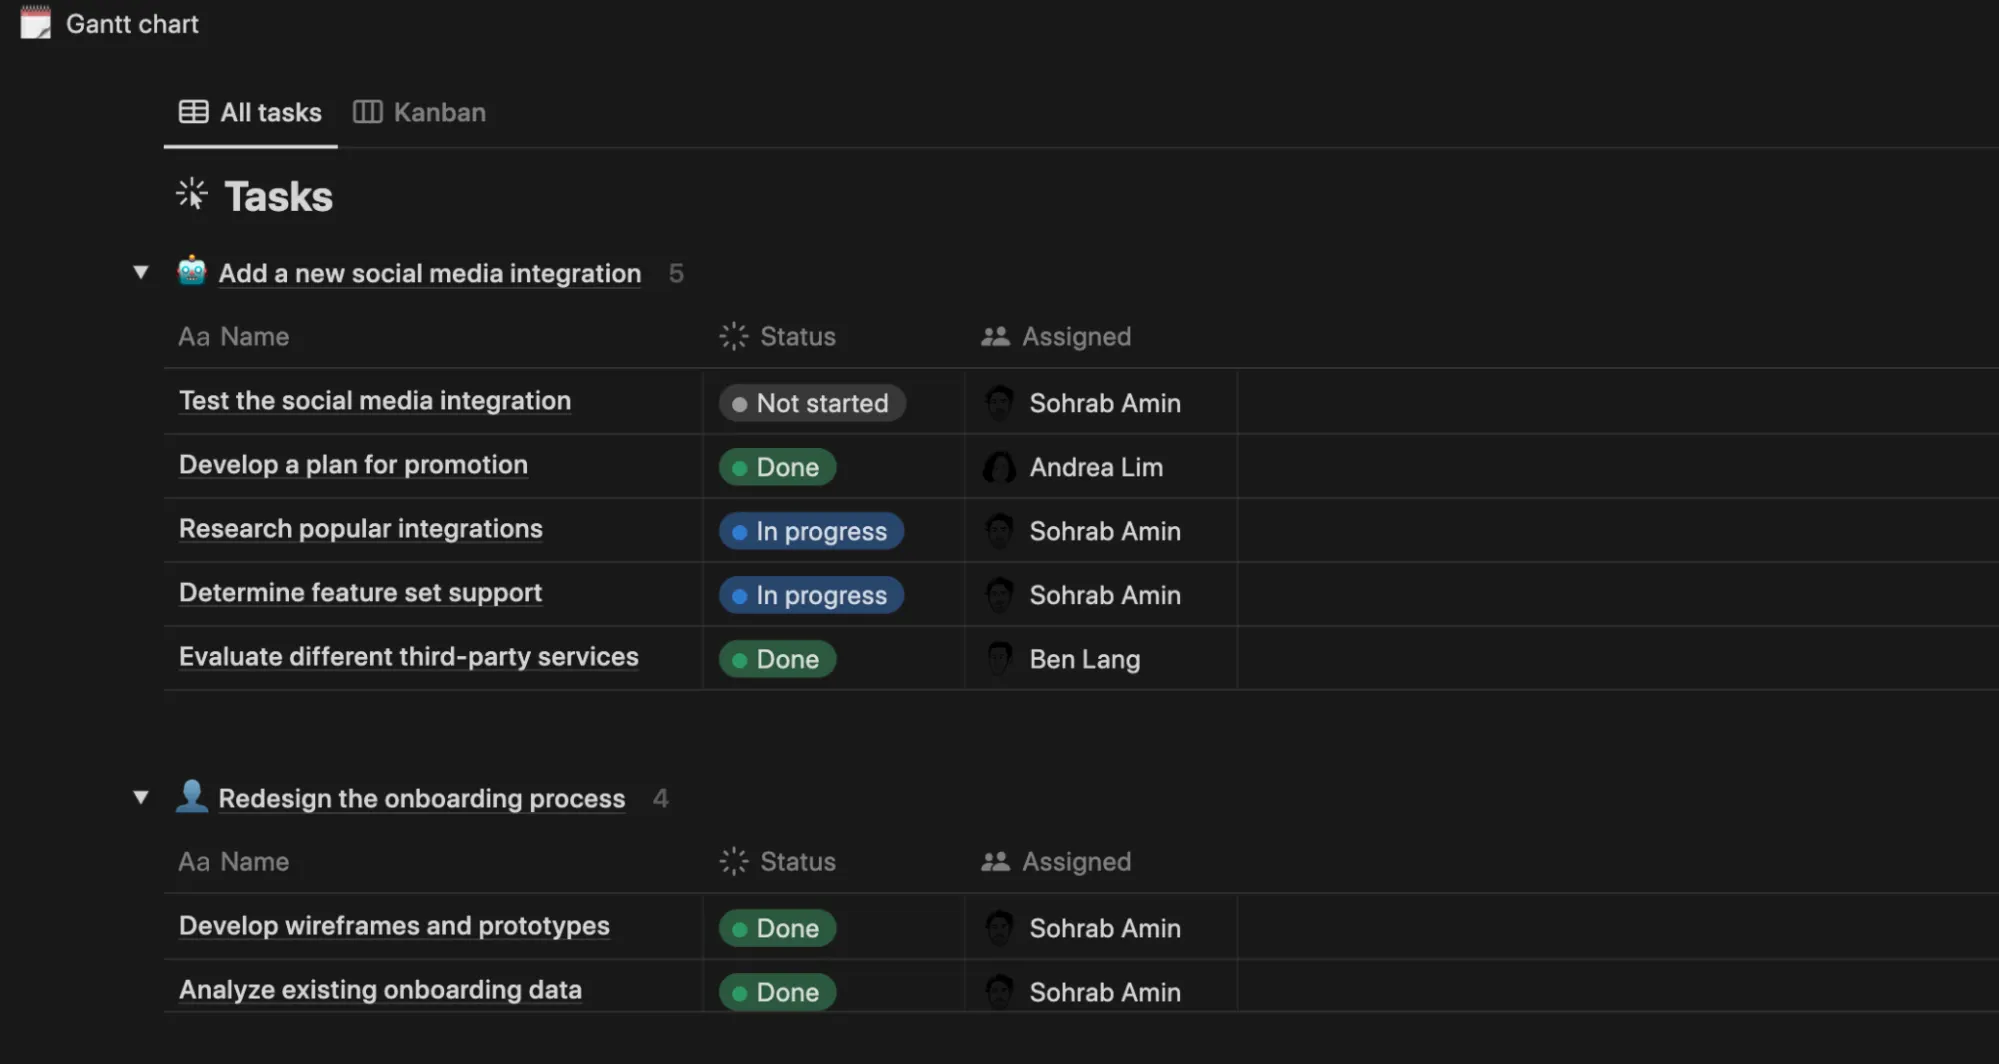 Gantt chart
All tasks Kanban
Tasks
Add a new social media integration 5
Aa Name Status Assigned
Test the social media integration Not started Sohrab Amin
Develop a plan for promotion Done Andrea Lim
Research popular integrations In progress Sohrab Amin
Determine feature set support In progress Sohrab Amin
Evaluate different third-party services Done Ben Lang
Redesign the onboarding process 4
Aa Name Status Assigned
Develop wireframes and prototypes Done Sohrab Amin
Analyze existing onboarding data Done Sohrab Amin